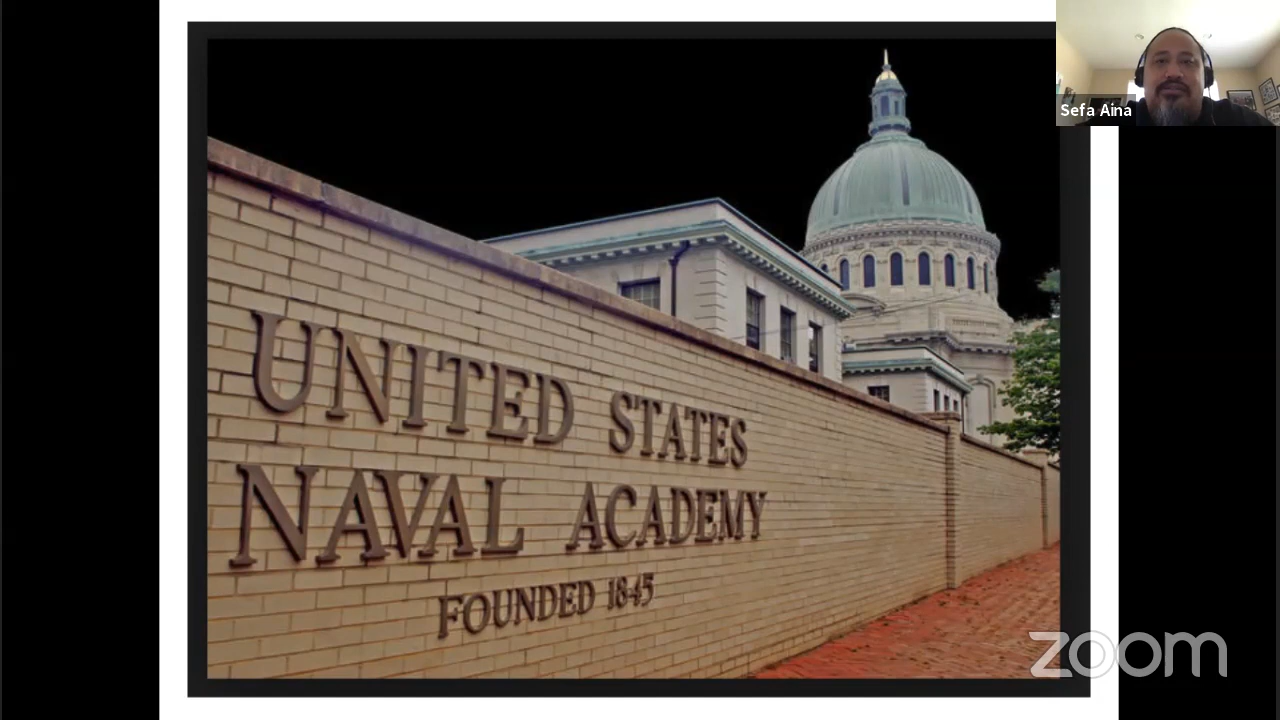 Sefa Aina
UNITED STATES
NAVAL ACADEMY
FOUNDED 1845
zoom